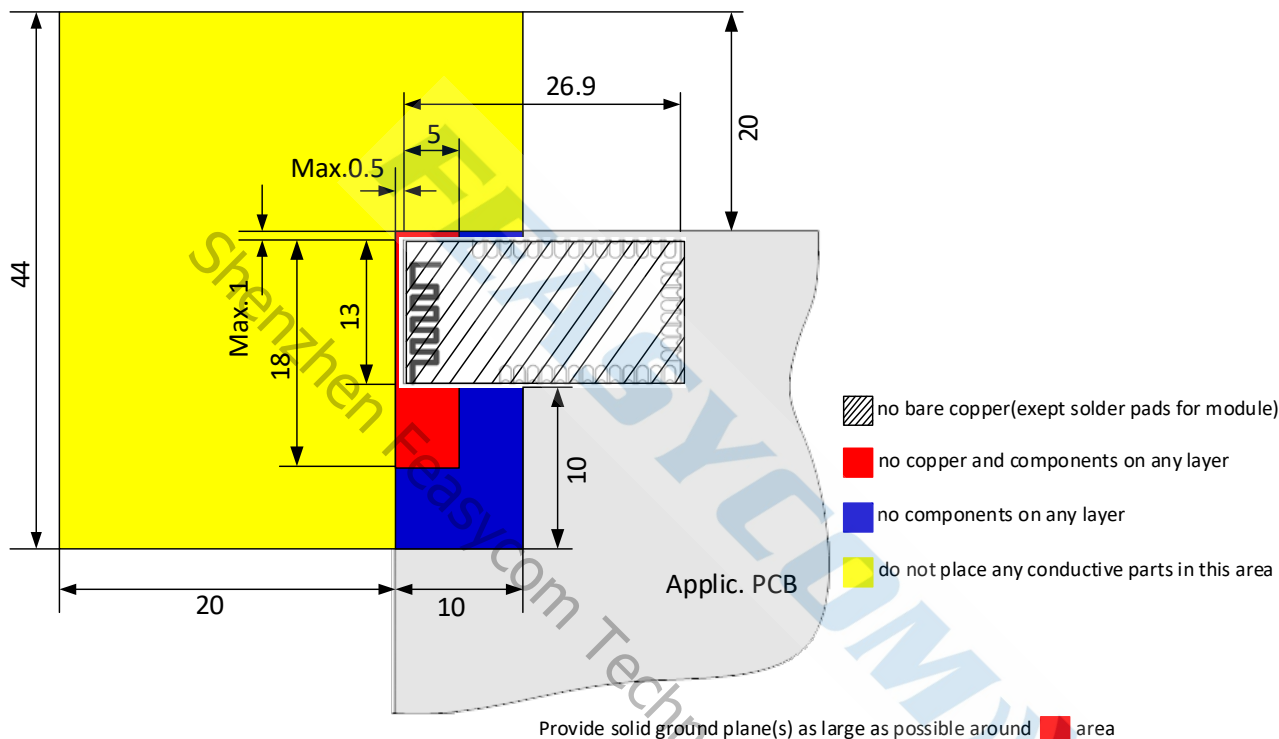 26.9
5
20
Max.0.5
44
Max. 1
18
13
10
no bare copper(exept solder pads for module)
no copper and components on any layer
no components on any layer
do not place any conductive parts in this area
Applic. PCB
20
10
Provide solid ground plane(s) as large as possible around area
Shenzhen Feasycom Techn
FEASYCOM